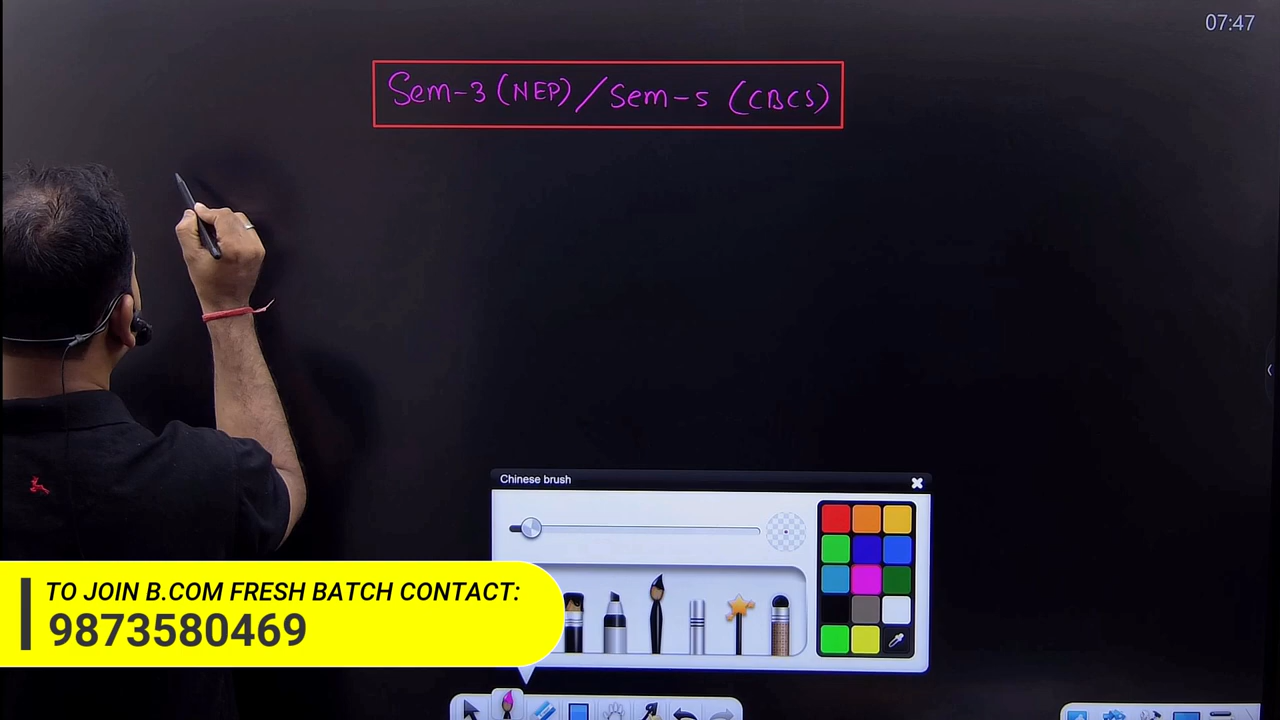 07:47
Sem-3 (NEP) / Sem-5 (CBCS)
Chinese brush
TO JOIN B.COM FRESH BATCH CONTACT:
9873580469